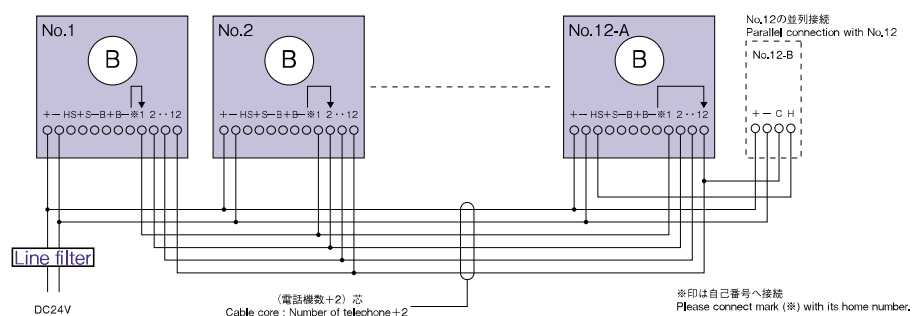 No.1
B
+− HS+S−B+B−※1 2‥12
No.2
B
+− HS+S−B+B−※1 2‥12
No.12-A
B
+− HS+S−B+B−※1 2‥12
No.12の並列接続
Parallel connection with No.12
No.12-B
+ − C H
Line filter
DC24V
(電話機数+2)芯
Cable core : Number of telephone+2
※印は自己番号へ接続
Please connect mark (※) with its home number.